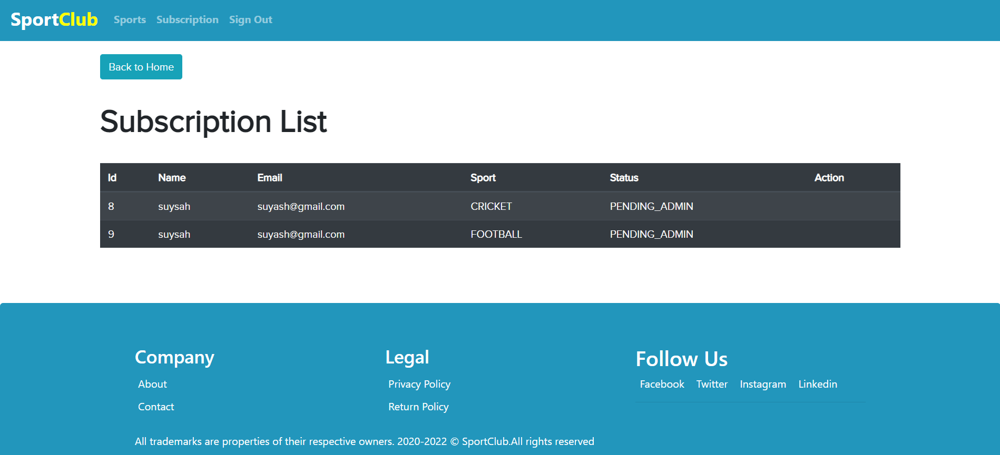 SportClub Sports Subscription Sign Out
Back to Home
Subscription List
Id Name Email Sport Status Action
8 suysah suyash@gmail.com CRICKET PENDING_ADMIN
9 suysah suyash@gmail.com FOOTBALL PENDING_ADMIN
Company
About
Contact
Legal
Privacy Policy
Return Policy
Follow Us
Facebook Twitter Instagram Linkedin
All trademarks are properties of their respective owners. 2020-2022 © SportClub.All rights reserved